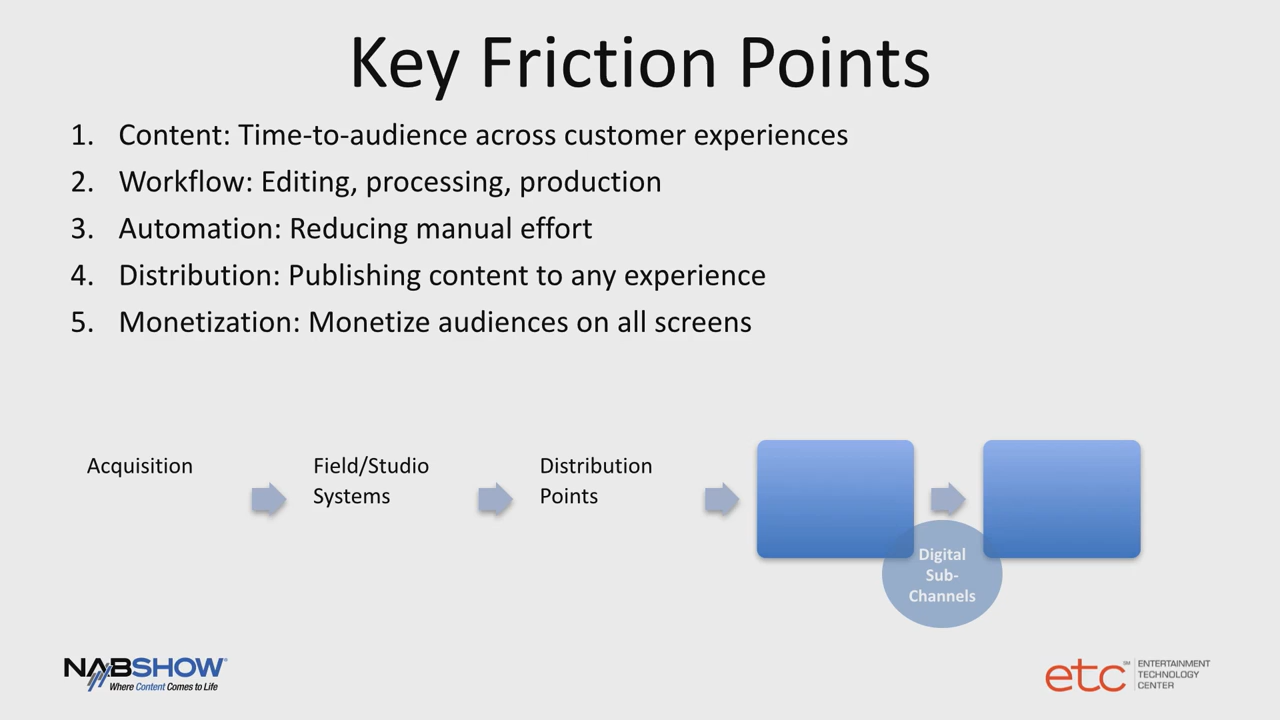 Key Friction Points
1. Content: Time-to-audience across customer experiences
2. Workflow: Editing, processing, production
3. Automation: Reducing manual effort
4. Distribution: Publishing content to any experience
5. Monetization: Monetize audiences on all screens
Acquisition
Field/Studio
Systems
Distribution
Points
Digital
Sub-
Channels
NABSHOW®
Where Content Comes to Life
etc℠
ENTERTAINMENT
TECHNOLOGY
CENTER